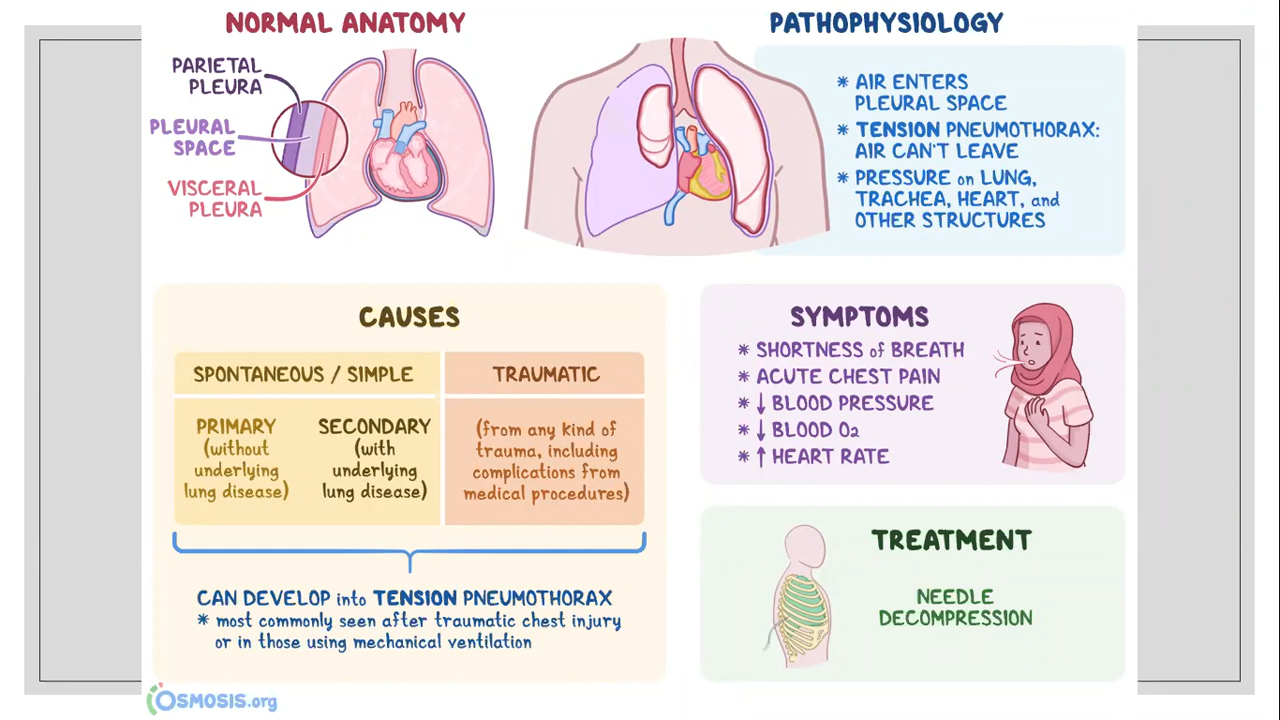 NORMAL ANATOMY
PARIETAL
PLEURA
PLEURAL
SPACE
VISCERAL
PLEURA
PATHOPHYSIOLOGY
* AIR ENTERS
PLEURAL SPACE
* TENSION PNEUMOTHORAX:
AIR CAN'T LEAVE
* PRESSURE on LUNG,
TRACHEA, HEART, and
OTHER STRUCTURES
CAUSES
SPONTANEOUS / SIMPLE
PRIMARY
(without
underlying
lung disease)
SECONDARY
(with
underlying
lung disease)
TRAUMATIC
(from any kind of
trauma, including
complications from
medical procedures)
CAN DEVELOP into TENSION PNEUMOTHORAX
* most commonly seen after traumatic chest injury
or in those using mechanical ventilation
SYMPTOMS
* SHORTNESS of BREATH
* ACUTE CHEST PAIN
* ↓ BLOOD PRESSURE
* ↓ BLOOD O₂
* ↑ HEART RATE
TREATMENT
NEEDLE
DECOMPRESSION
OSMOSIS.org